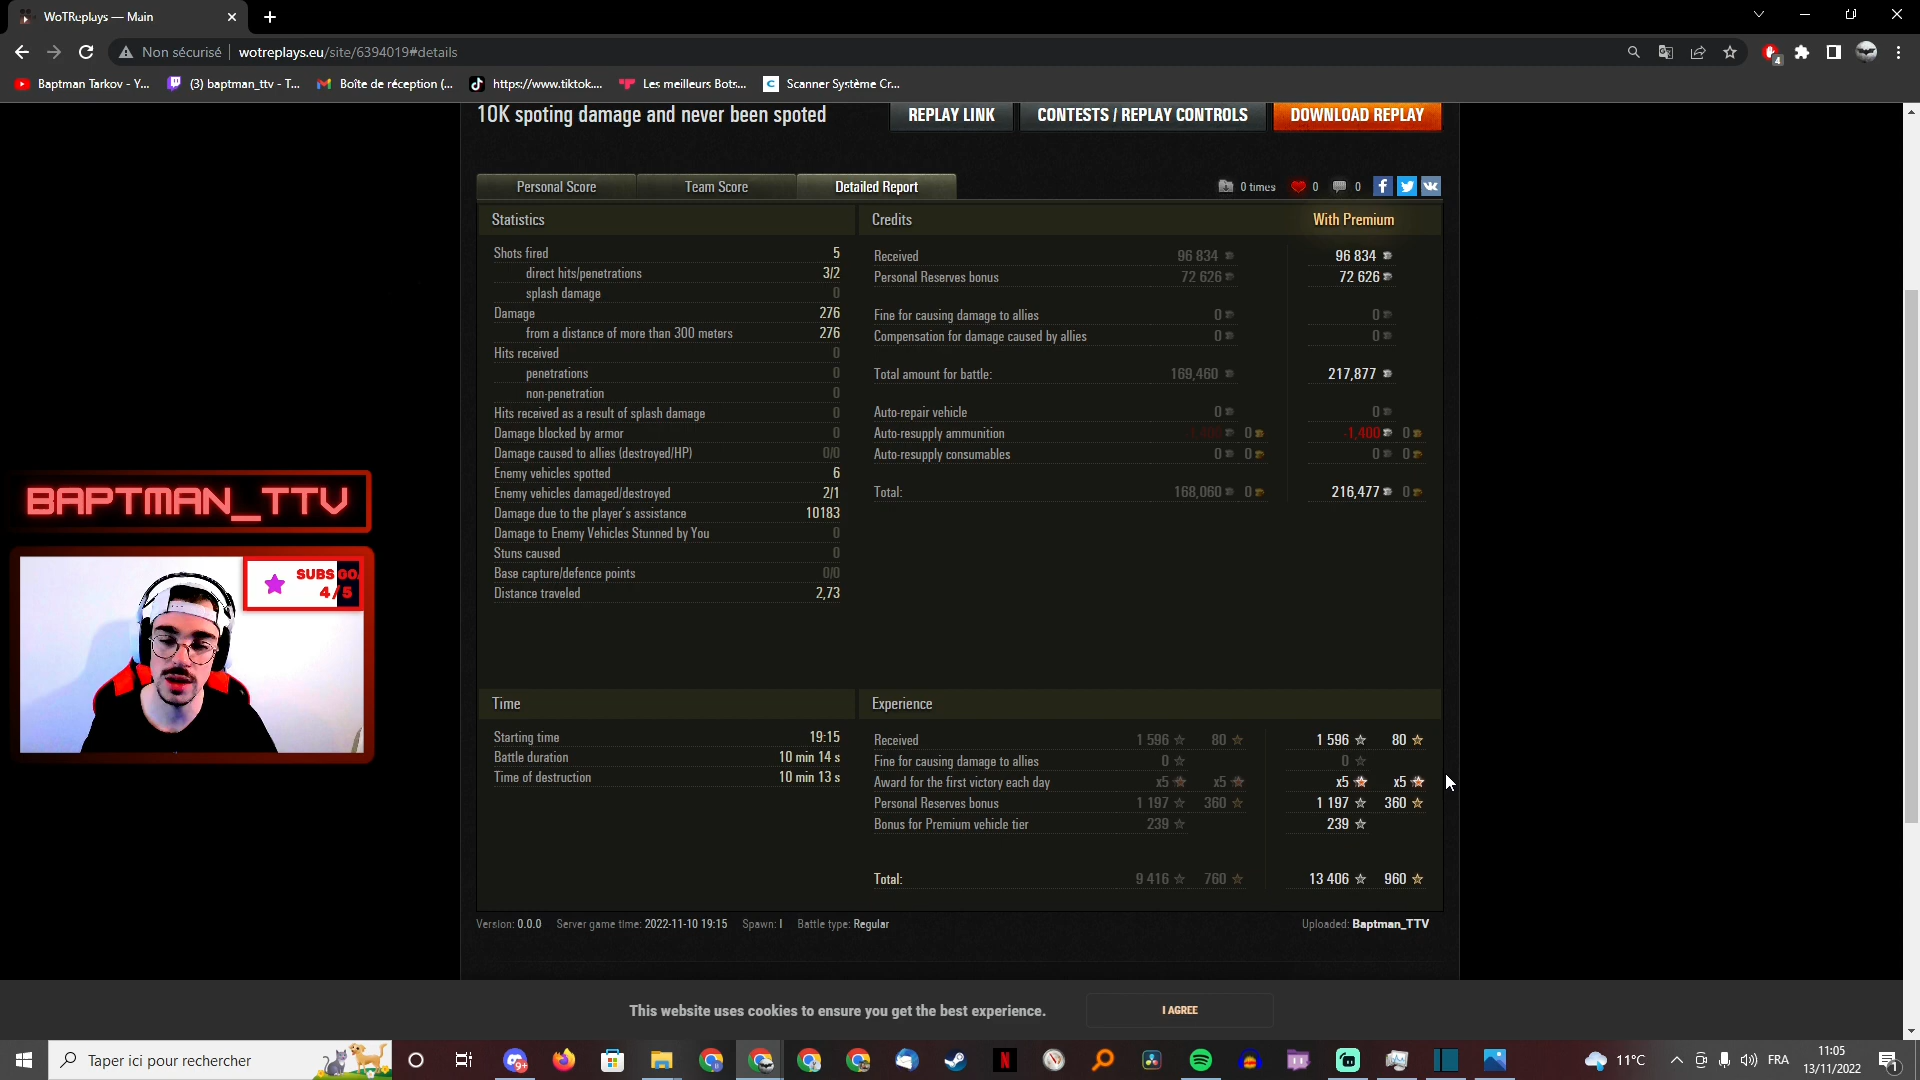 WoTReplays — Main
Non sécurisé wotreplays.eu/site/6394019#details
4
Baptman Tarkov - Y... (3) baptman_ttv - T... Boîte de réception (... https://www.tiktok.... Les meilleurs Bots... Scanner Système Cr...
10K spoting damage and never been spoted REPLAY LINK CONTESTS / REPLAY CONTROLS DOWNLOAD REPLAY
Personal Score Team Score Detailed Report 0 times 0 0
Statistics Credits With Premium
Shots fired 5
direct hits/penetrations 3/2
splash damage 0
Damage 276
from a distance of more than 300 meters 276
Hits received 0
penetrations 0
non-penetration 0
Hits received as a result of splash damage 0
Damage blocked by armor 0
Damage caused to allies (destroyed/HP) 0/0
Enemy vehicles spotted 6
Enemy vehicles damaged/destroyed 2/1
Damage due to the player's assistance 10183
Damage to Enemy Vehicles Stunned by You 0
Stuns caused 0
Base capture/defence points 0/0
Distance traveled 2,73
Received 96 834 96 834
Personal Reserves bonus 72 626 72 626
Fine for causing damage to allies 0 0
Compensation for damage caused by allies 0 0
Total amount for battle: 169,460 217,877
Auto-repair vehicle 0 0
Auto-resupply ammunition -1,400 0 -1,400 0
Auto-resupply consumables 0 0 0 0
Total: 168,060 0 216,477 0
BAPTMAN_TTV
SUBS GO
4/5
Time
Starting time 19:15
Battle duration 10 min 14 s
Time of destruction 10 min 13 s
Experience
Received 1 596 80 1 596 80
Fine for causing damage to allies 0 0
Award for the first victory each day x5 x5 x5 x5
Personal Reserves bonus 1 197 360 1 197 360
Bonus for Premium vehicle tier 239 239
Total: 9 416 760 13 406 960
Version: 0.0.0 Server game time: 2022-11-10 19:15 Spawn: I Battle type: Regular Uploaded: Baptman_TTV
This website uses cookies to ensure you get the best experience. I AGREE
Taper ici pour rechercher 9+ 11°C FRA 11:05
13/11/2022 1